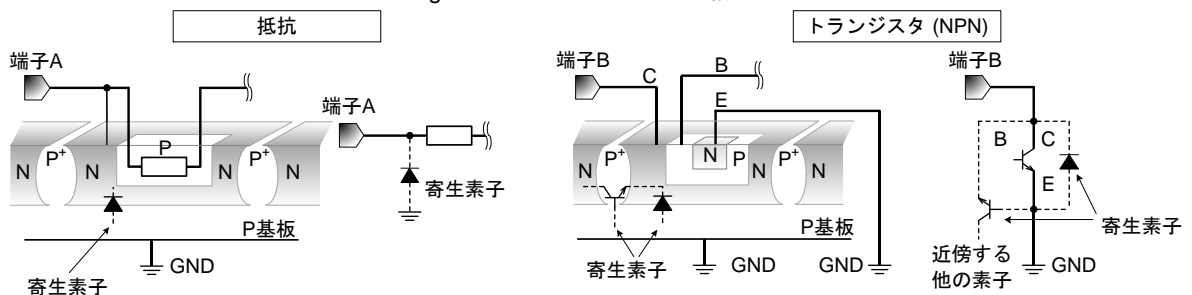 抵抗
端子A
P
N
P+
N
N
P+
N
寄生素子
GND
P基板
端子A
寄生素子
トランジスタ (NPN)
端子B
C
B
E
N
P+
N
N
P
P+
N
P基板
寄生素子
GND
GND
端子B
B
C
E
寄生素子
近傍する
他の素子
GND